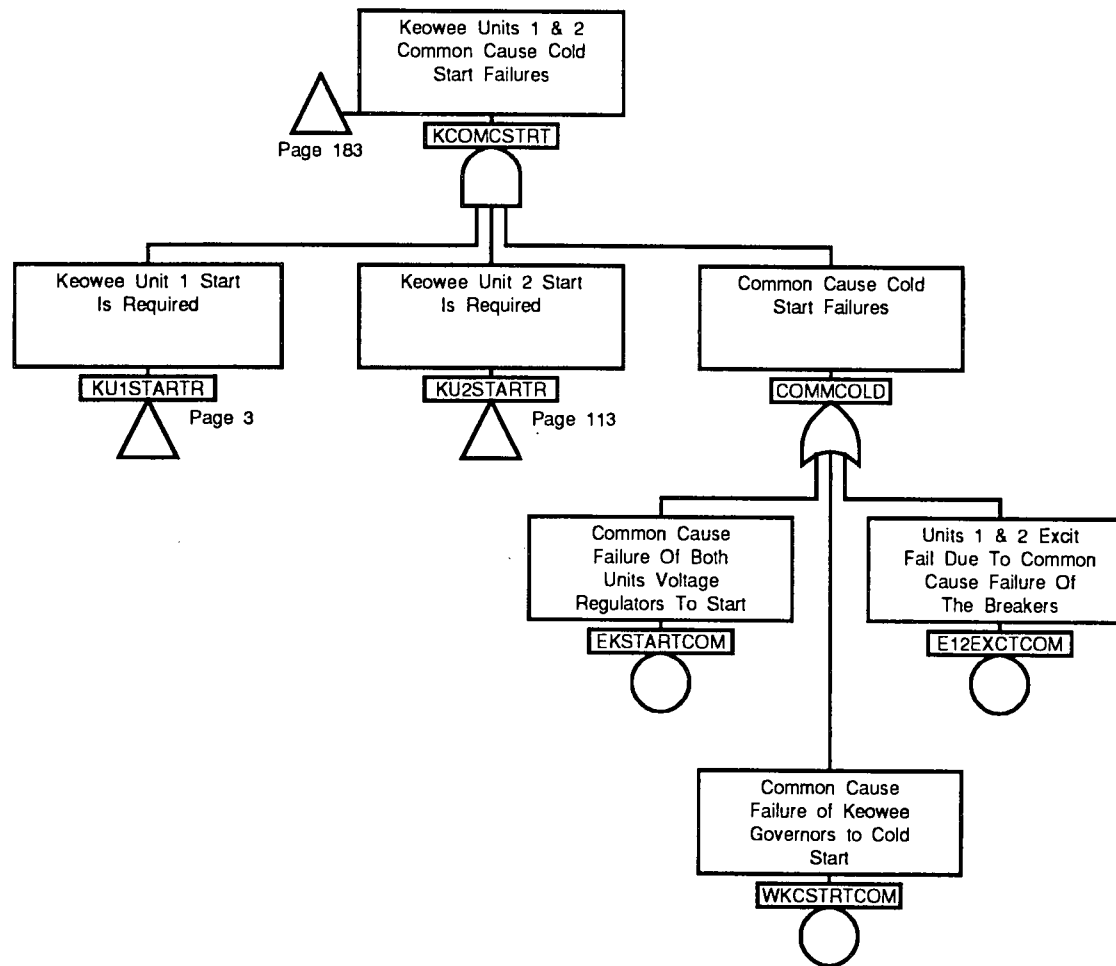 Keowee Units 1 & 2
Common Cause Cold
Start Failures
Page 183
KCOMCSTRT
Keowee Unit 1 Start
Is Required
KU1STARTR
Page 3
Keowee Unit 2 Start
Is Required
KU2STARTR
Page 113
Common Cause Cold
Start Failures
COMMCOLD
Common Cause
Failure Of Both
Units Voltage
Regulators To Start
EKSTARTCOM
Units 1 & 2 Excit
Fail Due To Common
Cause Failure Of
The Breakers
E12EXCTCOM
Common Cause
Failure of Keowee
Governors to Cold
Start
WKCSTRTCOM